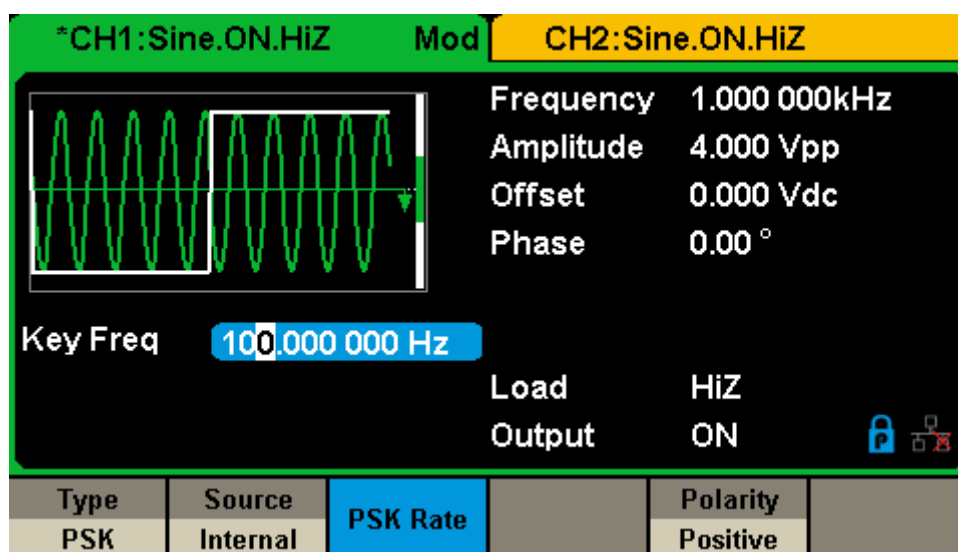 *CH1:Sine.ON.HiZ Mod CH2:Sine.ON.HiZ
Frequency 1.000 000kHz
Amplitude 4.000 Vpp
Offset 0.000 Vdc
Phase 0.00 °
Key Freq 100.000 000 Hz
Load HiZ
Output ON P
Type Source PSK Rate Polarity
PSK Internal Positive